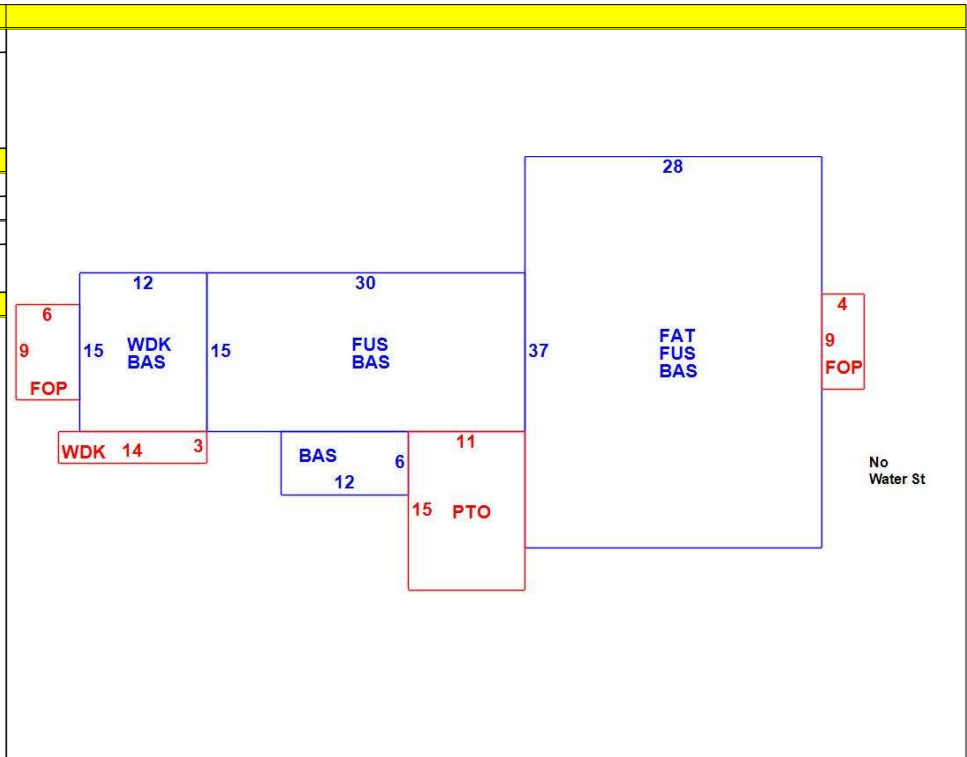 28
12
30
6
4
9
15
WDK
BAS
15
FUS
BAS
37
FAT
FUS
BAS
9
FOP
FOP
WDK 14 3
BAS 6
12
11
15 PTO
No
Water St